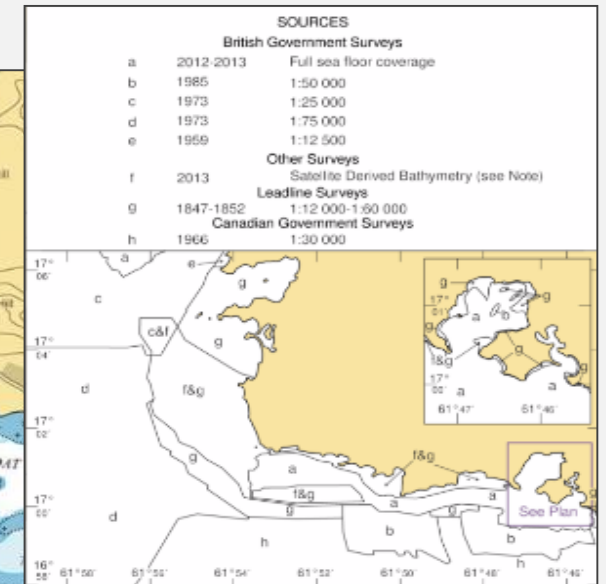 SOURCES
British Government Surveys
a 2012-2013 Full sea floor coverage
b 1985 1:50 000
c 1973 1:25 000
d 1973 1:75 000
e 1959 1:12 500
Other Surveys
f 2013 Satellite Derived Bathymetry (see Note)
Leadline Surveys
g 1847-1852 1:12 000-1:60 000
Canadian Government Surveys
h 1966 1:30 000
17° 06'
a
e
g
c
c&f
g
17° 04'
d
f&g
17° 02'
g
a
f&g
f&g
g
a
g
a
17° 00'
d
h
b
b
h
See Plan
g
16° 58'
61°58' 61°56' 61°54' 61°52' 61°50' 61°48' 61°46'
g
g
17° 01'
a
b
g
g
f&g
g
17° 00'
a
a
61°47' 61°46'